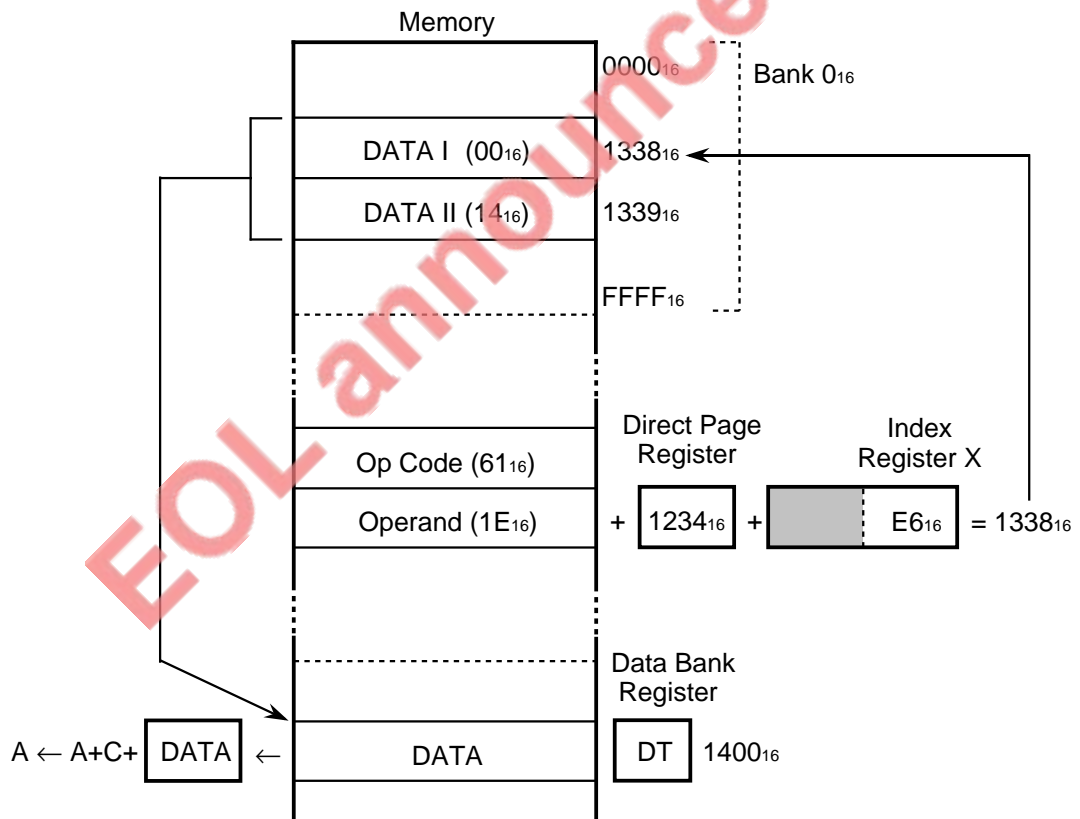 Memory
0000₁₆
Bank 0₁₆
DATA I (00₁₆)
1338₁₆
DATA II (14₁₆)
1339₁₆
FFFF₁₆
Op Code (61₁₆)
Direct Page
Register
Index
Register X
Operand (1E₁₆)
+ 1234₁₆ + E6₁₆ = 1338₁₆
Data Bank
Register
A ← A+C+ DATA ← DATA
DT 1400₁₆
EOL announce